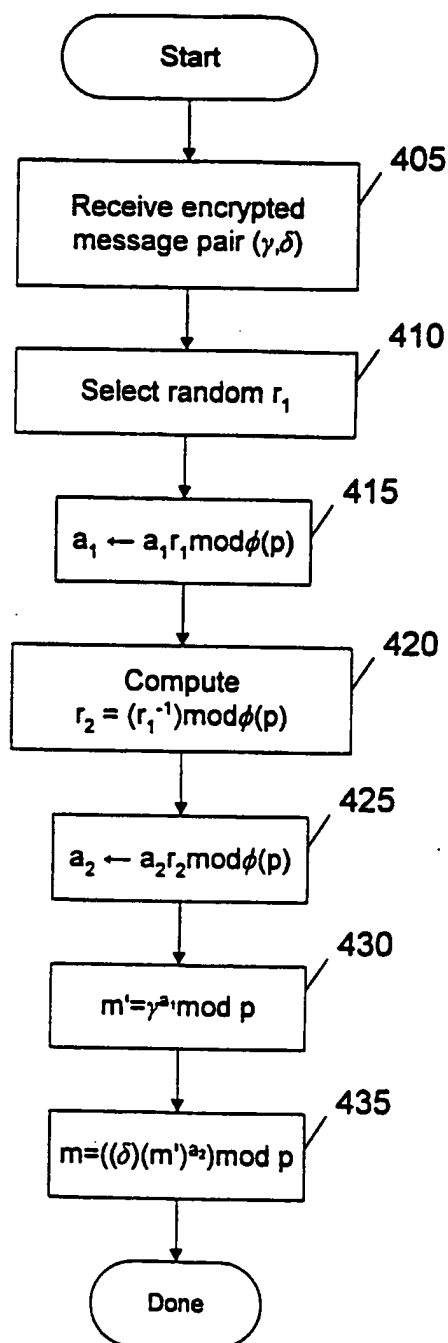 Start
405
Receive encrypted
message pair (γ,δ)
410
Select random r₁
415
a₁ ← a₁r₁modϕ(p)
420
Compute
r₂ = (r₁⁻¹)modϕ(p)
425
a₂ ← a₂r₂modϕ(p)
430
m'=γᵃ¹mod p
435
m=((δ)(m')ᵃ²)mod p
Done